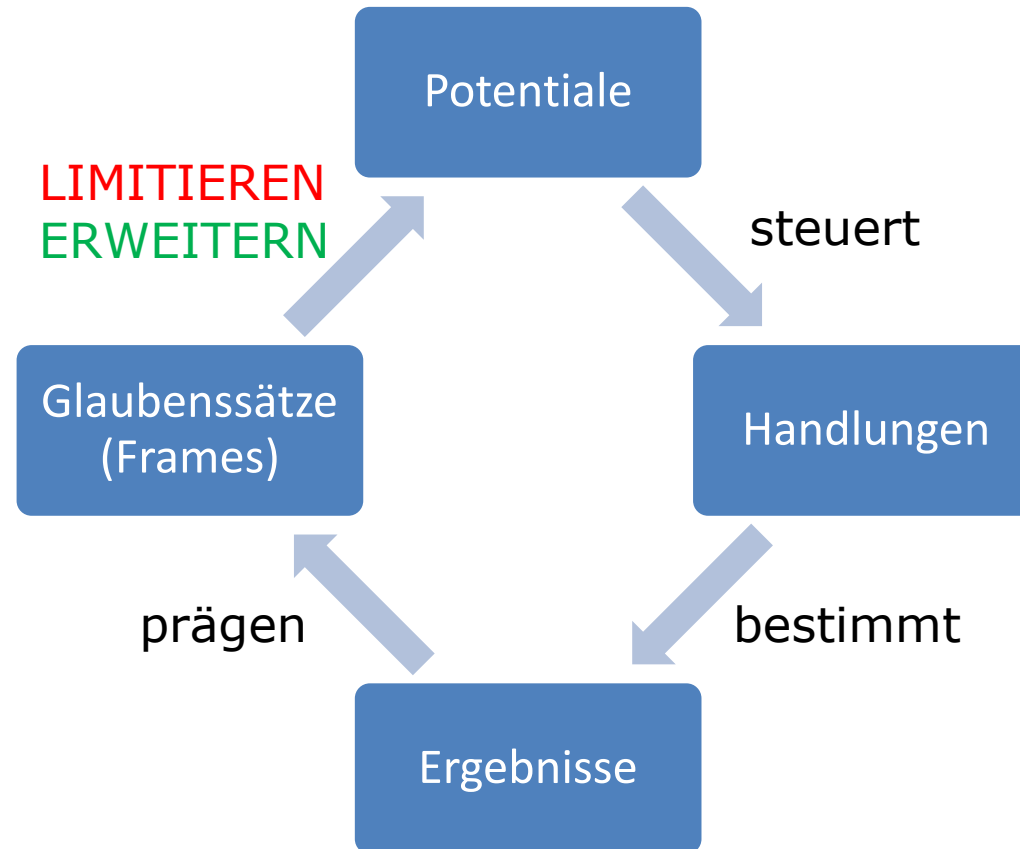 Potentiale
LIMITIEREN
ERWEITERN
steuert
Glaubenssätze
(Frames)
Handlungen
prägen
bestimmt
Ergebnisse